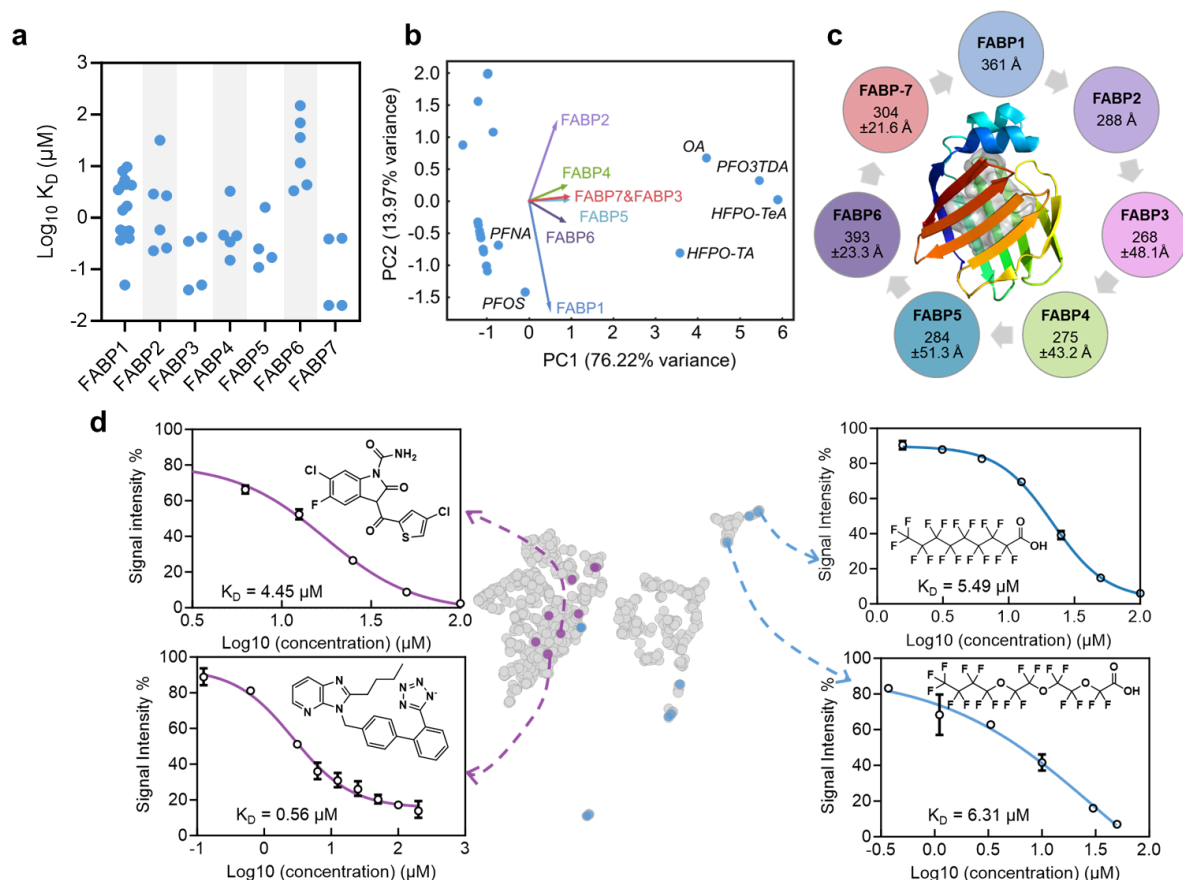 a
Log10 KD (µM)
3
2
1
0
-1
-2
FABP1
FABP2
FABP3
FABP4
FABP5
FABP6
FABP7
b
PC2 (13.97% variance)
2.0
1.5
1.0
0.5
0.0
-0.5
-1.0
-1.5
FABP2
FABP4
FABP7&FABP3
FABP5
FABP6
FABP1
PFNA
PFOS
OA
PFO3TDA
HFPO-TeA
HFPO-TA
-1 0 1 2 3 4 5 6
PC1 (76.22% variance)
c
FABP1
361 Å
FABP2
288 Å
FABP3
268
±48.1Å
FABP4
275
±43.2 Å
FABP5
284
±51.3 Å
FABP6
393
±23.3 Å
FABP-7
304
±21.6 Å
d
Signal intensity %
100
80
60
40
20
0
O
NH2
Cl
N
O
F
Cl
O
S
KD = 4.45 µM
0.5 1.0 1.5 2.0
Log10 (concentration) (µM)
Signal Intensity %
100
80
60
40
20
0
F F F F F F F F O
F
F OH
F F F F F F F F
KD = 5.49 µM
0.0 0.5 1.0 1.5 2.0
Log10 (concentration) (µM)
Signal Intensity %
100
80
60
40
20
0
N
N
N
N N
N N-
KD = 0.56 µM
-1 0 1 2 3
Log10 (concentration) (µM)
Signal Intensity %
100
80
60
40
20
0
KD = 6.31 µM
-0.5 0.0 0.5 1.0 1.5 2.0
Log10 (concentration) (µM)